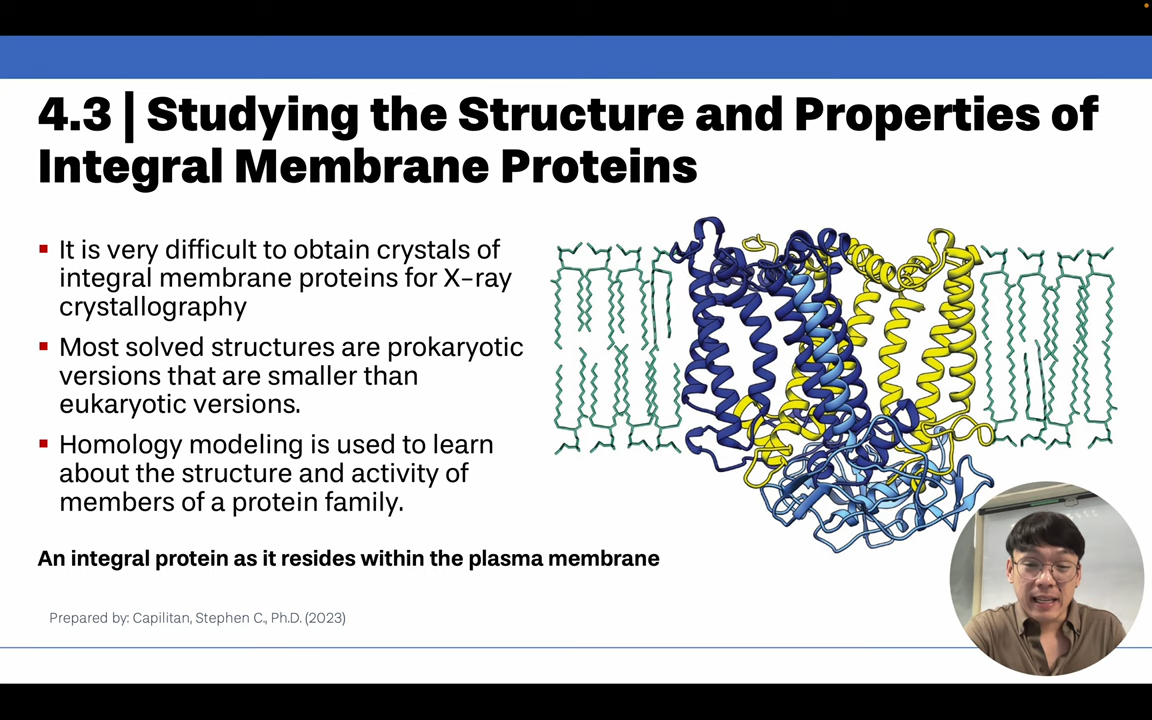 4.3 | Studying the Structure and Properties of
Integral Membrane Proteins
▪ It is very difficult to obtain crystals of
integral membrane proteins for X-ray
crystallography
▪ Most solved structures are prokaryotic
versions that are smaller than
eukaryotic versions.
▪ Homology modeling is used to learn
about the structure and activity of
members of a protein family.
An integral protein as it resides within the plasma membrane
Prepared by: Capilitan, Stephen C., Ph.D. (2023)